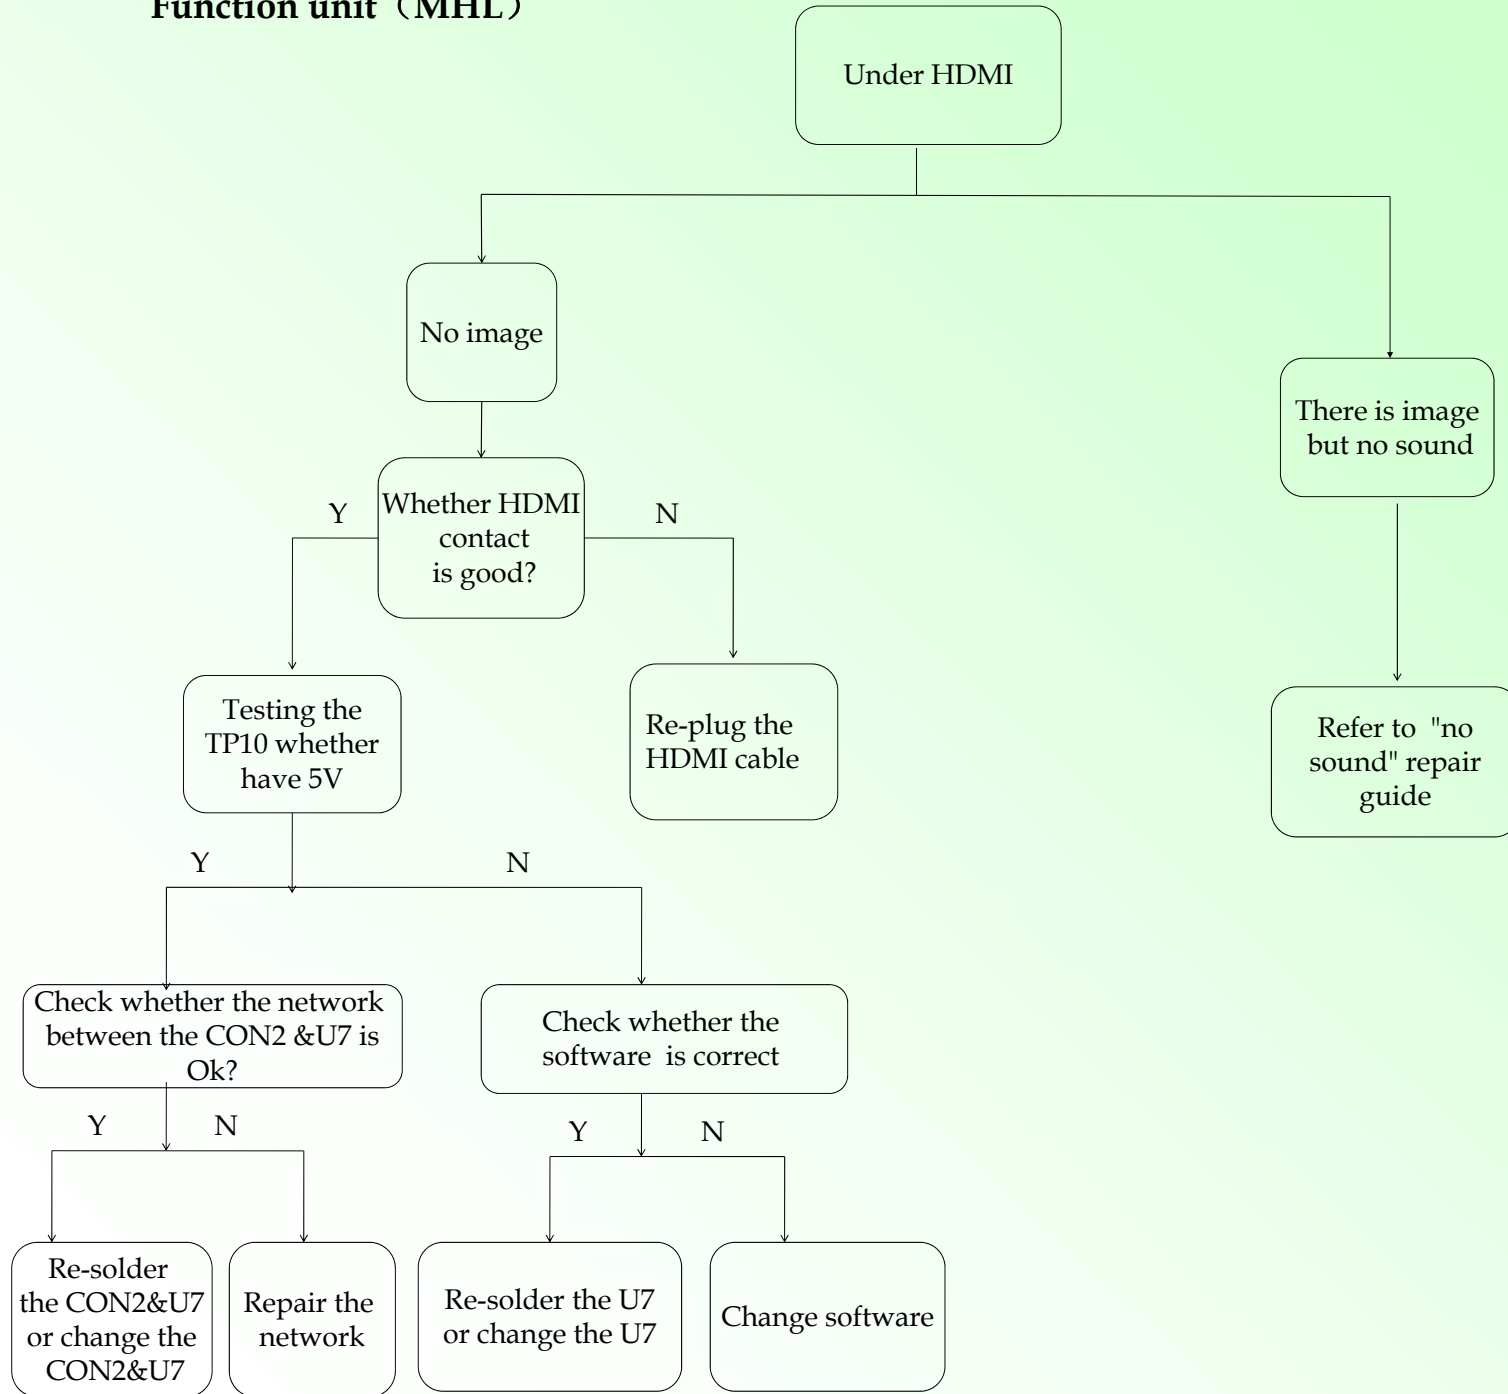 Function unit（MHL）
Under HDMI
No image
There is image
but no sound
Whether HDMI
contact
is good?
Y
N
Testing the
TP10 whether
have 5V
Re-plug the
HDMI cable
Refer to "no
sound" repair
guide
Y
N
Check whether the network
between the CON2 &U7 is
Ok?
Check whether the
software is correct
Y
N
Y
N
Re-solder
the CON2&U7
or change the
CON2&U7
Repair the
network
Re-solder the U7
or change the U7
Change software